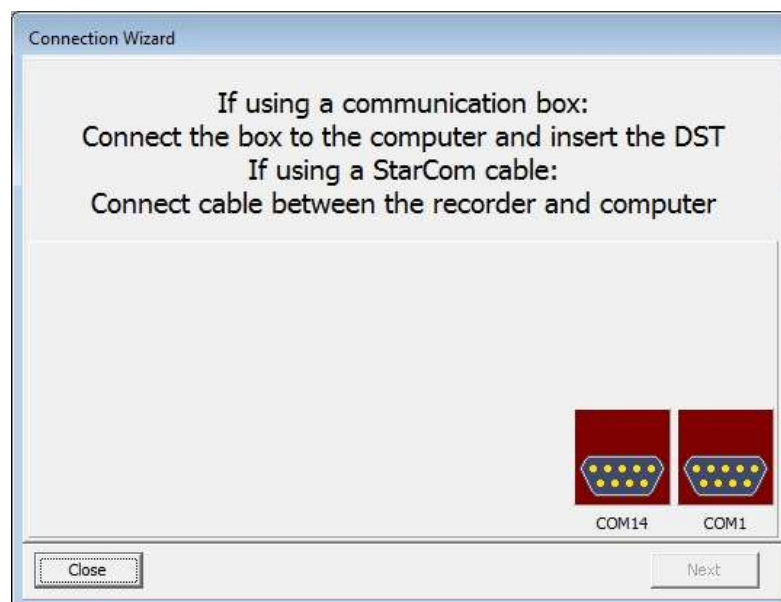 Connection Wizard
If using a communication box:
Connect the box to the computer and insert the DST
If using a StarCom cable:
Connect cable between the recorder and computer
COM14 COM1
Close Next